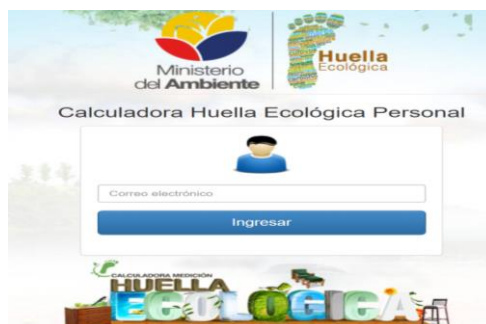 Ministerio
del Ambiente
Huella
Ecológica
Calculadora Huella Ecológica Personal
Correo electrónico
Ingresar
CALCULADORA MEDICIÓN
HUELLA
ECOLÓGICA